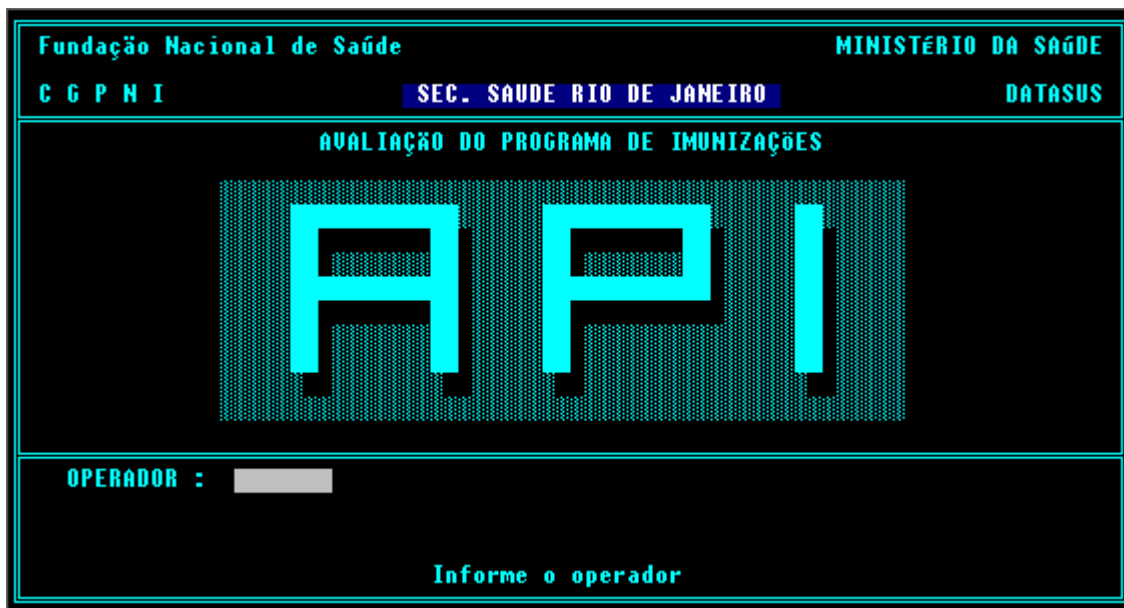 Fundação Nacional de Saúde MINISTÉRIO DA SAúDE
C G P N I SEC. SAUDE RIO DE JANEIRO DATASUS
AVALIAÇÃO DO PROGRAMA DE IMUNIZAÇõES
API
OPERADOR :
Informe o operador